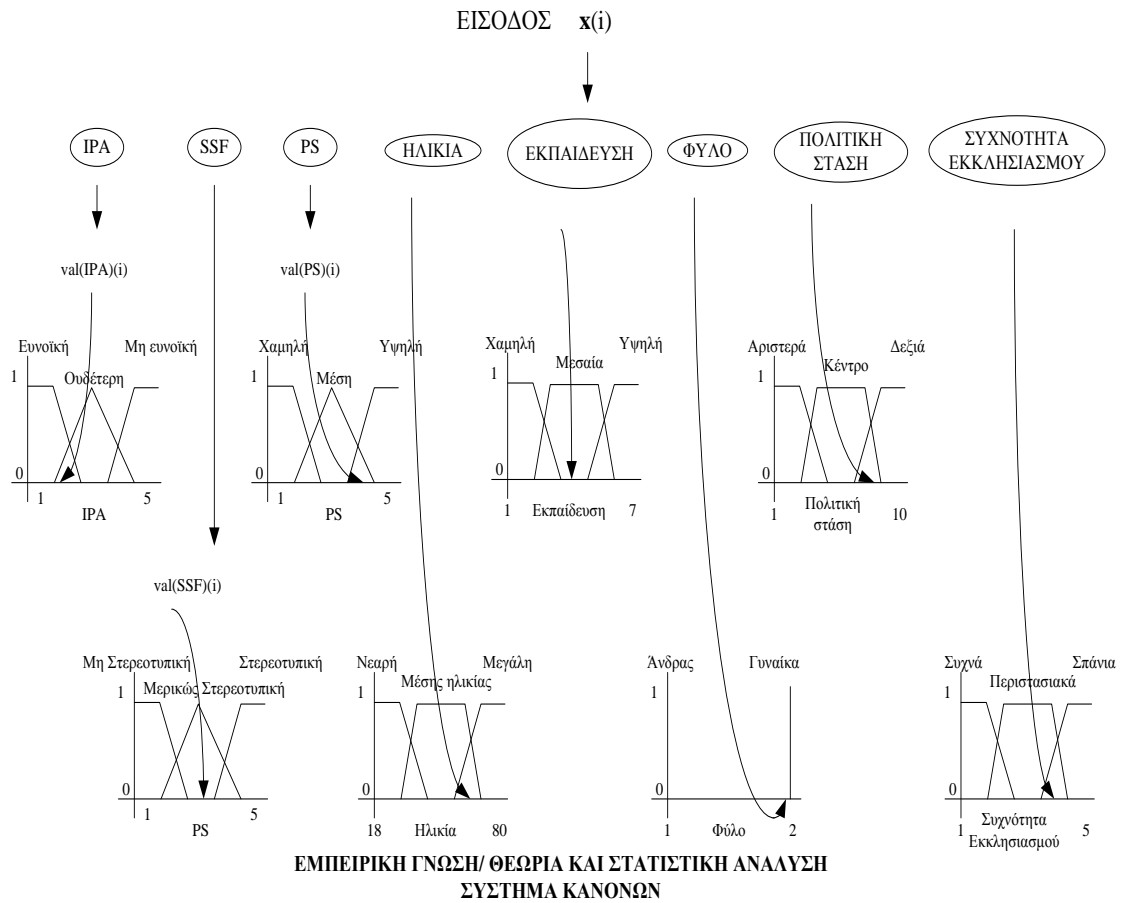 ΕΙΣΟΔΟΣ x(i)
IPA
SSF
PS
ΗΛΙΚΙΑ
ΕΚΠΑΙΔΕΥΣΗ
ΦΥΛΟ
ΠΟΛΙΤΙΚΗ
ΣΤΑΣΗ
ΣΥΧΝΟΤΗΤΑ
ΕΚΚΛΗΣΙΑΣΜΟΥ
val(IPA)(i)
val(PS)(i)
Ευνοϊκή
Μη ευνοϊκή
Ουδέτερη
1
0
1
5
IPA
Χαμηλή
Υψηλή
Μέση
1
0
1
5
PS
Χαμηλή
Υψηλή
Μεσαία
1
0
1
Εκπαίδευση
7
Αριστερά
Δεξιά
Κέντρο
1
0
1
Πολιτική
στάση
10
val(SSF)(i)
Μη Στερεοτυπική
Στερεοτυπική
Μερικώς Στερεοτυπική
1
0
1
5
PS
Νεαρή
Μεγάλη
Μέσης ηλικίας
1
0
18
Ηλικία
80
Άνδρας
Γυναίκα
1
0
1
Φύλο
2
Συχνά
Σπάνια
Περιστασιακά
1
0
1
Συχνότητα
Εκκλησιασμού
5
ΕΜΠΕΙΡΙΚΗ ΓΝΩΣΗ/ ΘΕΩΡΙΑ ΚΑΙ ΣΤΑΤΙΣΤΙΚΗ ΑΝΑΛΥΣΗ
ΣΥΣΤΗΜΑ ΚΑΝΟΝΩΝ